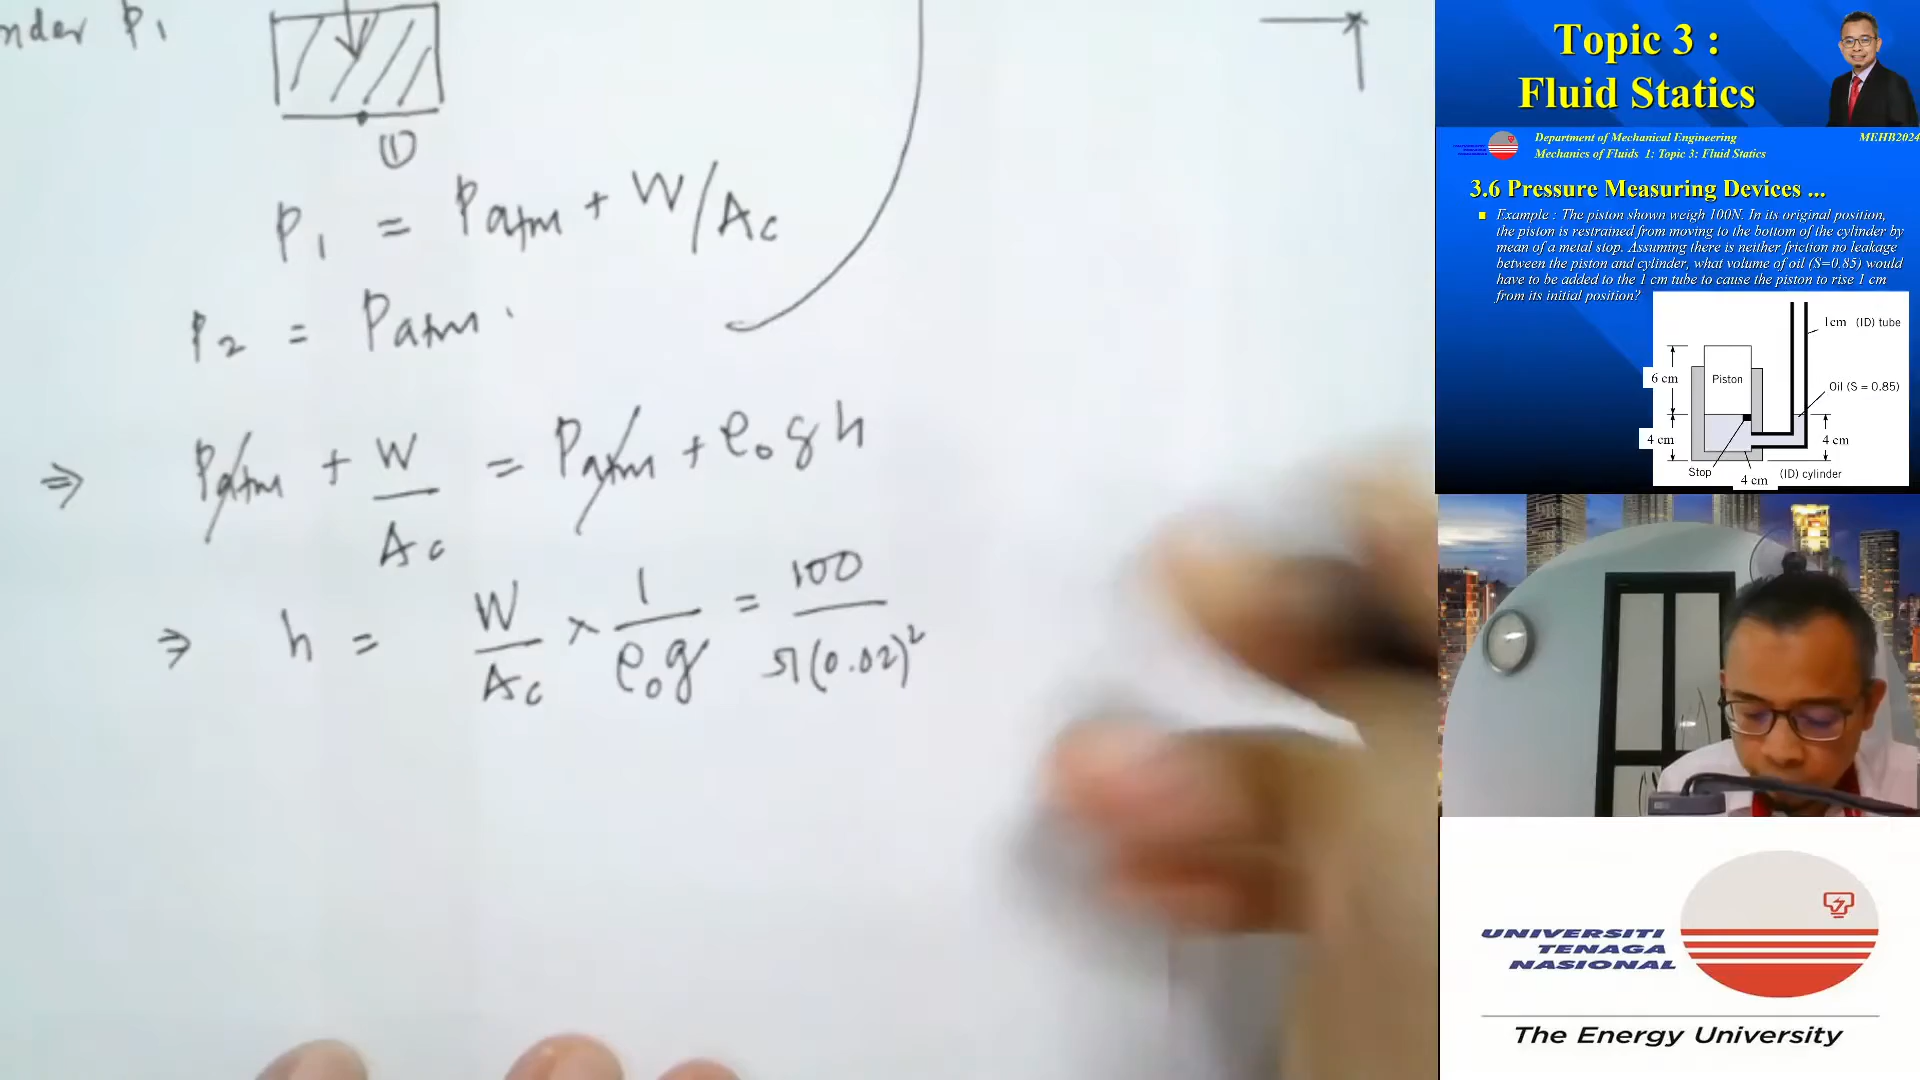 nder P₁
①
P₁ = Patm + W/Ac
P₂ = Patm.
⇒ Patm + W/Ac = Patm + ρ₀gh
⇒ h = W/Ac × 1/ρ₀g = 100/π(0.02)²
Topic 3 :
Fluid Statics
Department of Mechanical Engineering
MEHB2024
Mechanics of Fluids 1: Topic 3: Fluid Statics
3.6 Pressure Measuring Devices ...
Example : The piston shown weigh 100N. In its original position,
the piston is restrained from moving to the bottom of the cylinder by
mean of a metal stop. Assuming there is neither friction no leakage
between the piston and cylinder, what volume of oil (S=0.85) would
have to be added to the 1 cm tube to cause the piston to rise 1 cm
from its initial position?
1cm (ID) tube
6 cm
Piston
Oil (S = 0.85)
4 cm
4 cm
Stop
4 cm
(ID) cylinder
UNIVERSITI
TENAGA
NASIONAL
The Energy University